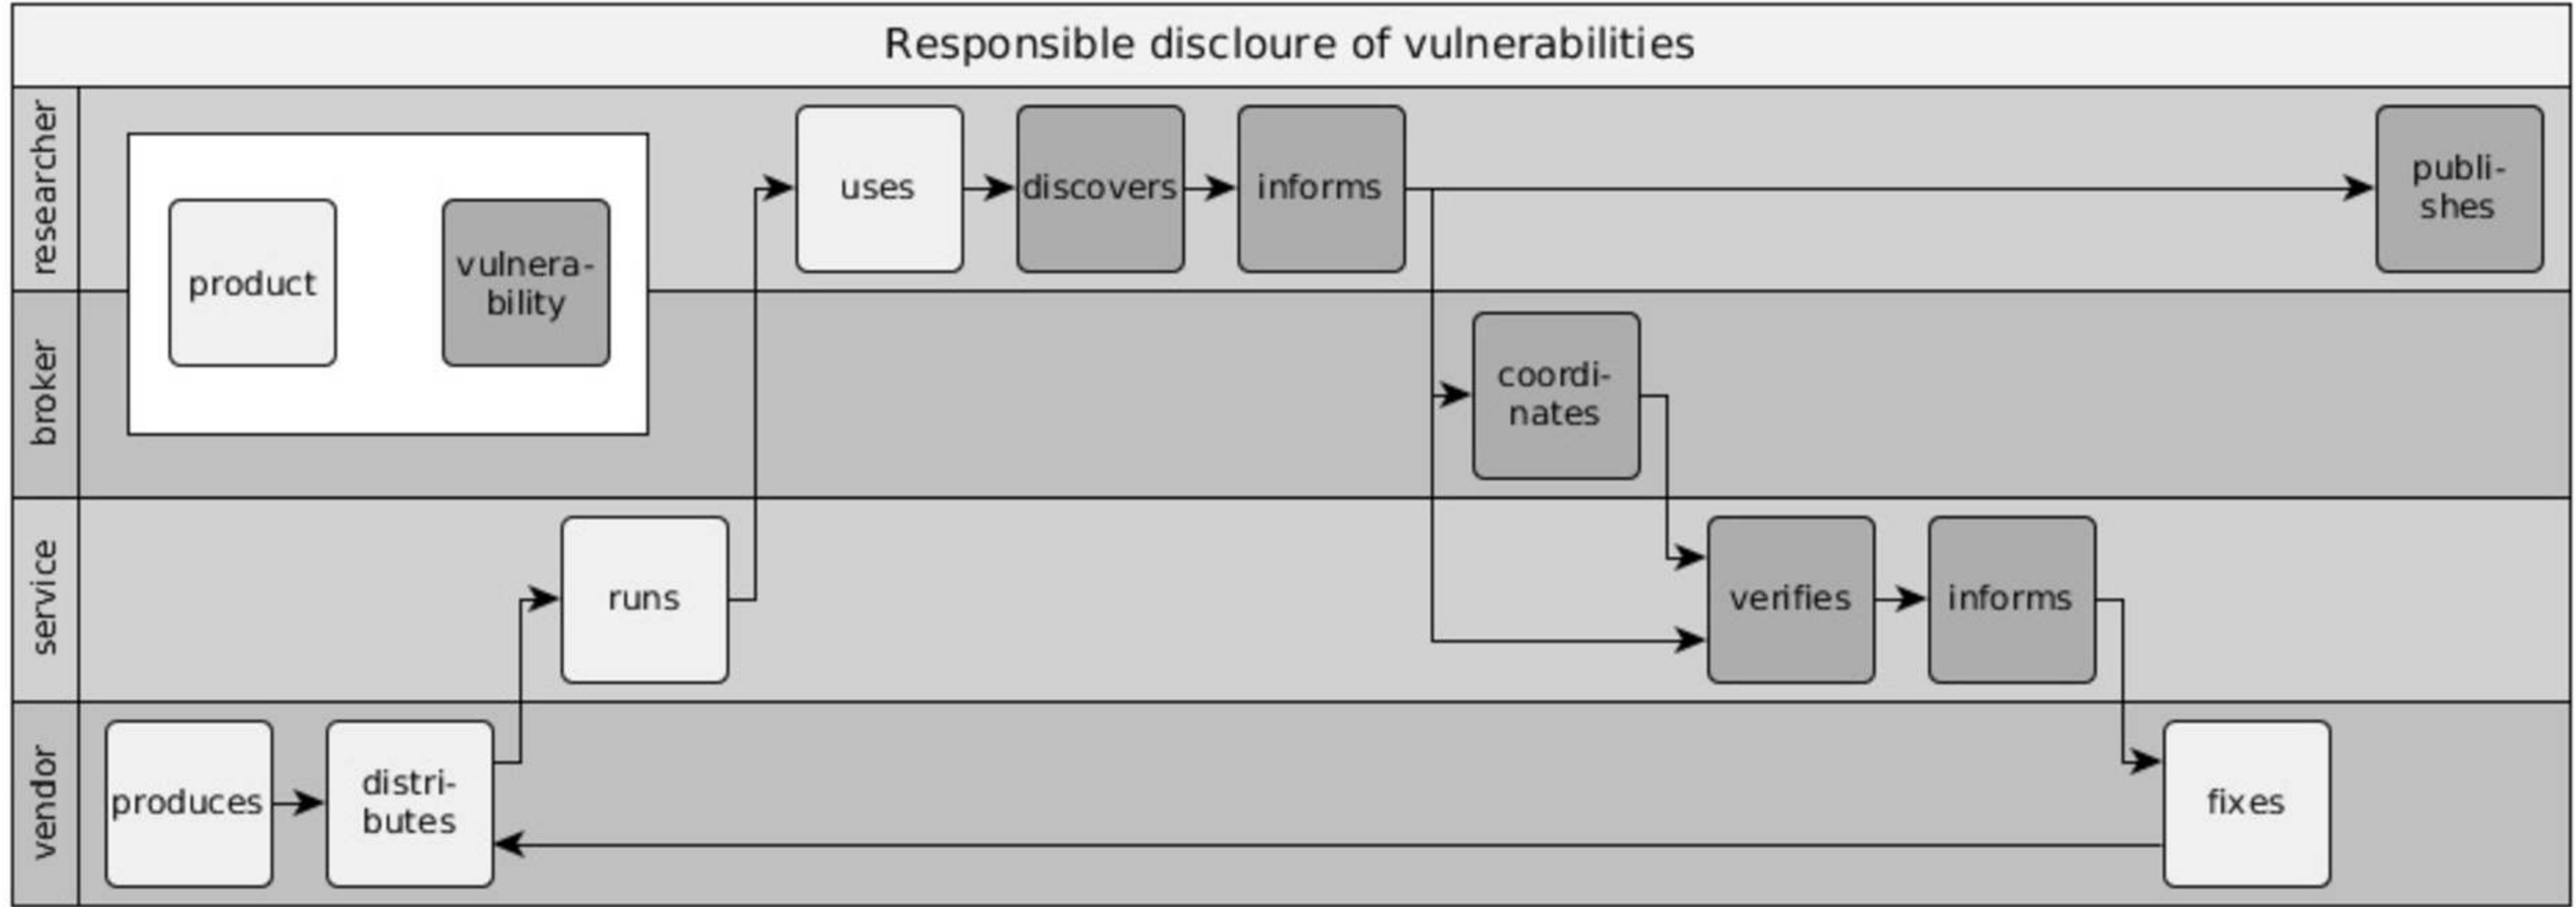 Responsible discloure of vulnerabilities
researcher
product
vulnera-
bility
uses
discovers
informs
publi-
shes
broker
coordi-
nates
service
runs
verifies
informs
vendor
produces
distri-
butes
fixes